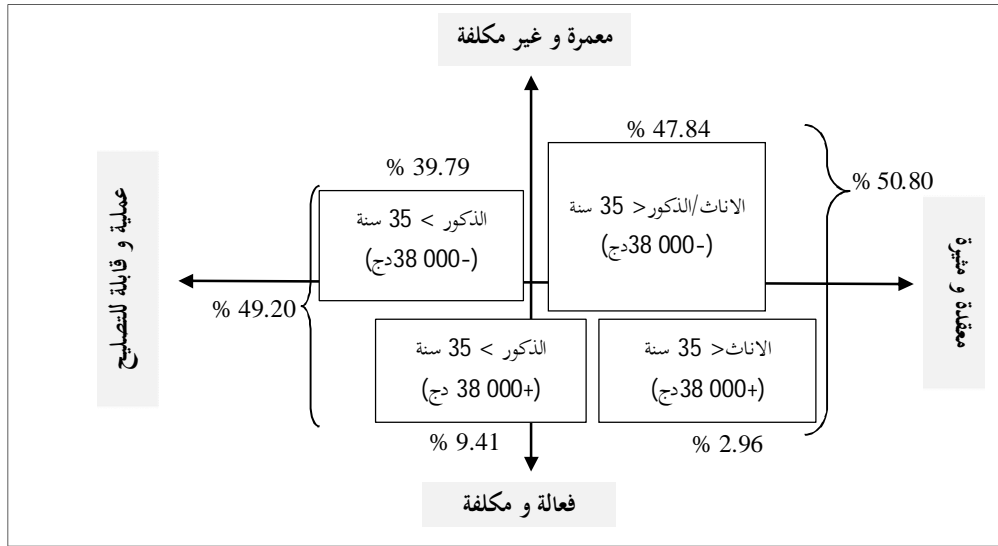 معمرة و غير مكلفة
% 47.84
% 39.79
% 50.80
الاناث/الذكور< 35 سنة
(-000 38دج)
الذكور > 35 سنة
(-000 38دج)
عملية و قابلة للتصليح
معقدة و مثيرة
% 49.20
الاناث< 35 سنة
(+000 38دج)
الذكور > 35 سنة
(+000 38 دج)
% 2.96
% 9.41
فعالة و مكلفة